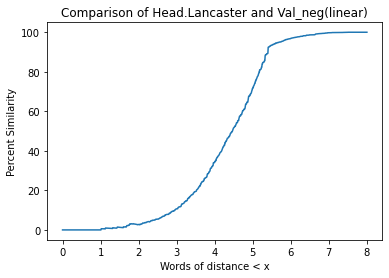 Comparison of Head.Lancaster and Val_neg(linear)
Percent Similarity
100
80
60
40
20
0
0 1 2 3 4 5 6 7 8
Words of distance < x